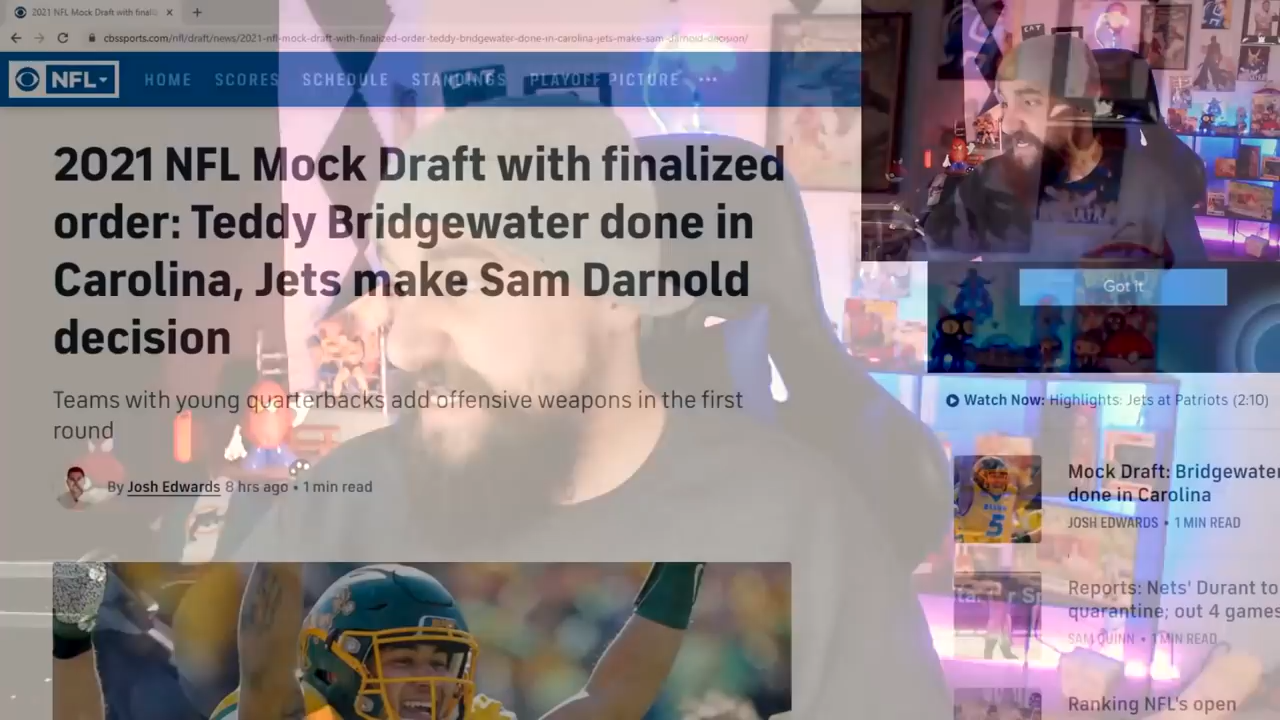 2021 NFL Mock Draft with final
cbssports.com/nfl/draft/news/2021-nfl-mock-draft-with-finalized-order-teddy-bridgewater-done-in-carolina-jets-make-sam-darnold-decision/
NFL HOME SCORES SCHEDULE STANDINGS PLAYOFF PICTURE •••
2021 NFL Mock Draft with finalized
order: Teddy Bridgewater done in
Carolina, Jets make Sam Darnold
decision
Teams with young quarterbacks add offensive weapons in the first
round
By Josh Edwards 8 hrs ago • 1 min read
CAT
Got it
Watch Now: Highlights: Jets at Patriots (2:10)
Mock Draft: Bridgewater
done in Carolina
JOSH EDWARDS • 1 MIN READ
5
Reports: Nets' Durant to
quarantine; out 4 games
SAM QUINN • 1 MIN READ
Ranking NFL's open